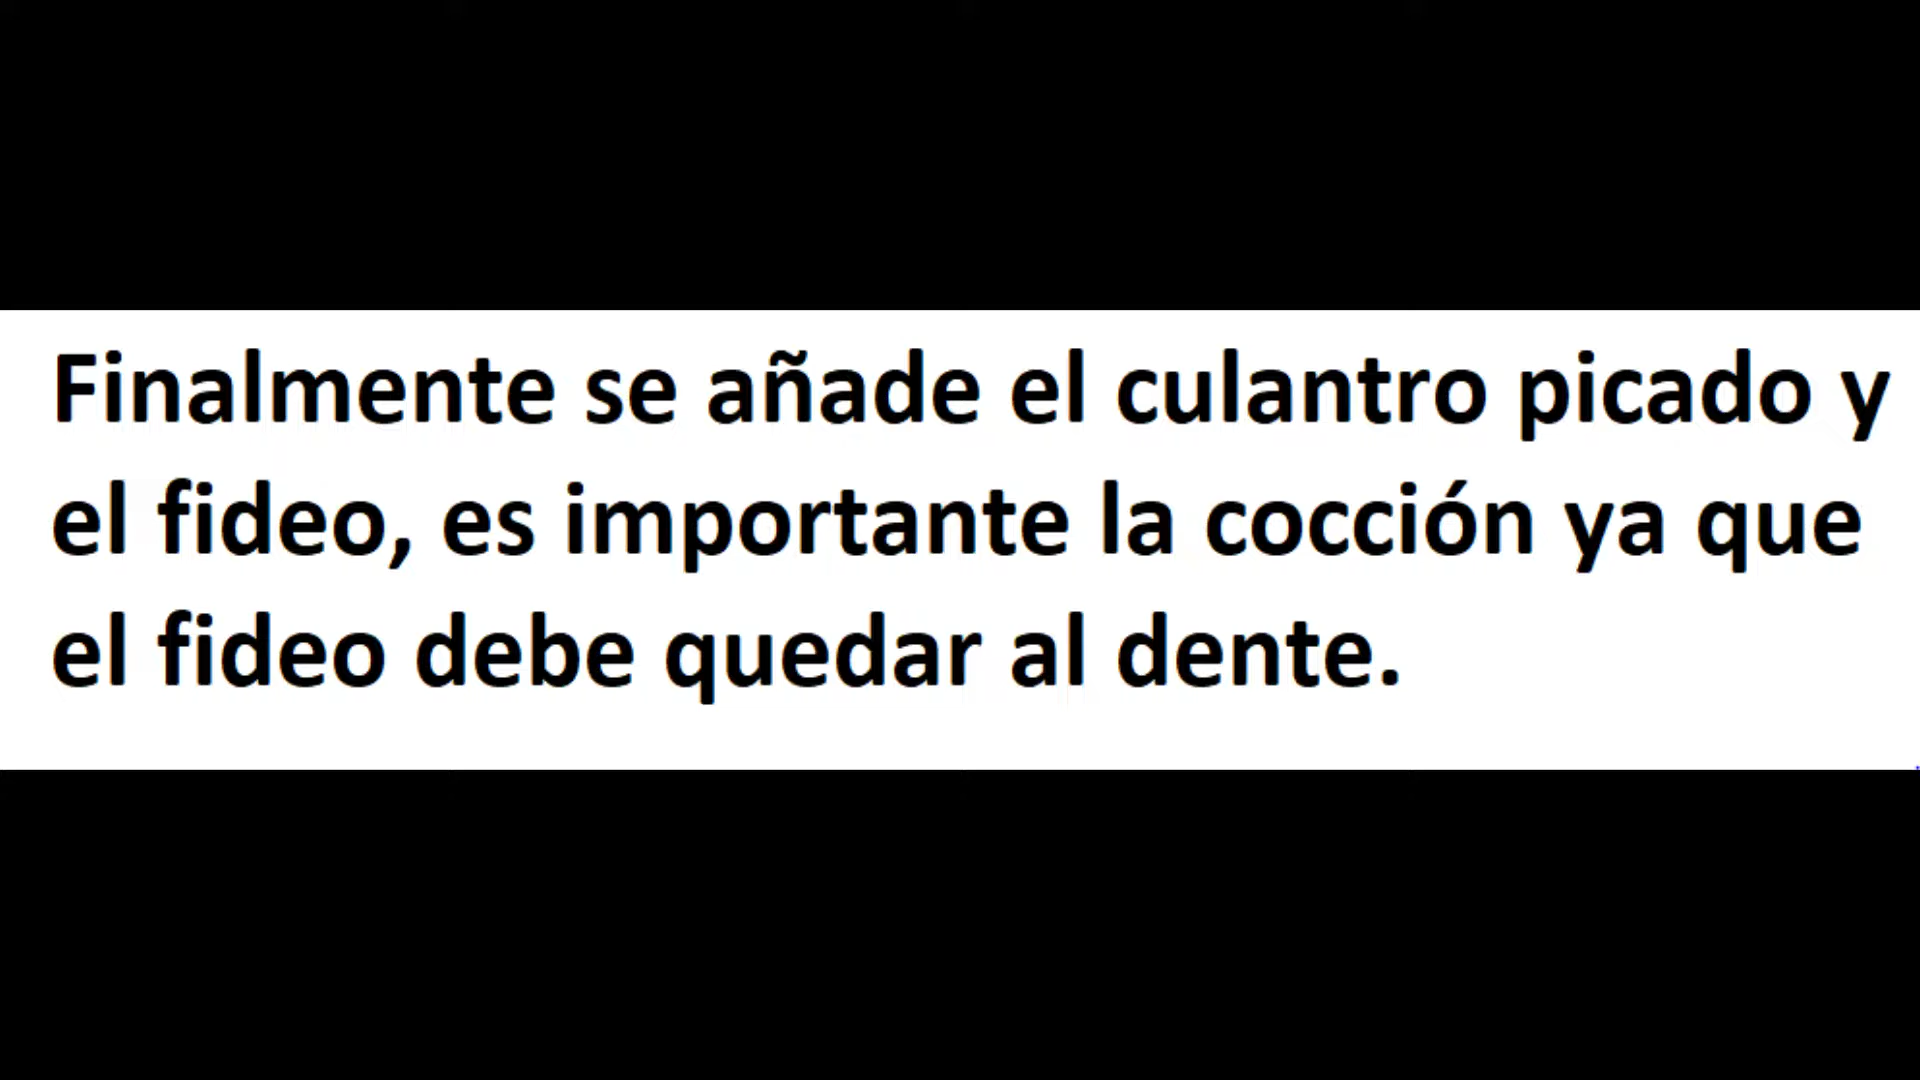 Finalmente se añade el culantro picado y
el fideo, es importante la cocción ya que
el fideo debe quedar al dente.